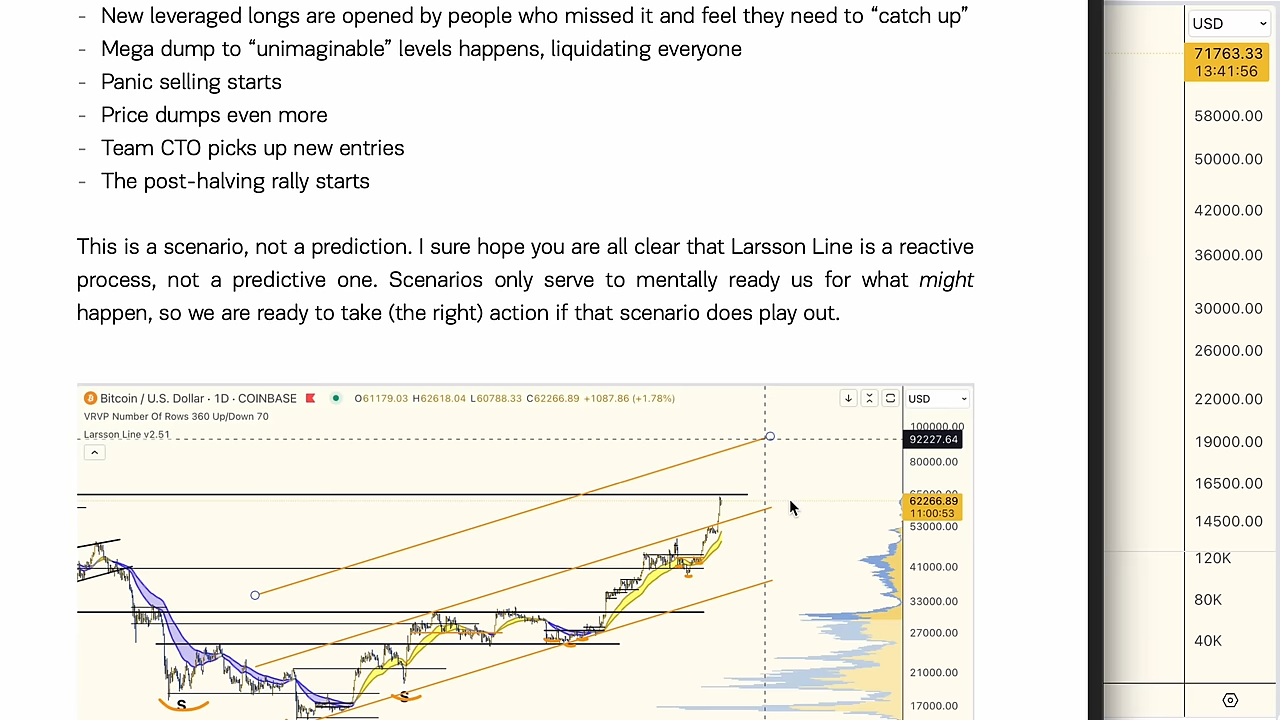 - New leveraged longs are opened by people who missed it and feel they need to “catch up”
- Mega dump to “unimaginable” levels happens, liquidating everyone
- Panic selling starts
- Price dumps even more
- Team CTO picks up new entries
- The post-halving rally starts
This is a scenario, not a prediction. I sure hope you are all clear that Larsson Line is a reactive
process, not a predictive one. Scenarios only serve to mentally ready us for what might
happen, so we are ready to take (the right) action if that scenario does play out.
Bitcoin / U.S. Dollar · 1D · COINBASE O61179.03 H62618.04 L60788.33 C62266.89 +1087.86 (+1.78%)
VRVP Number Of Rows 360 Up/Down 70
Larsson Line v2.51
USD
100000.00
92227.64
80000.00
62266.89
11:00:53
53000.00
41000.00
33000.00
27000.00
21000.00
17000.00
S
S
USD
71763.33
13:41:56
58000.00
50000.00
42000.00
36000.00
30000.00
26000.00
22000.00
19000.00
16500.00
14500.00
120K
80K
40K